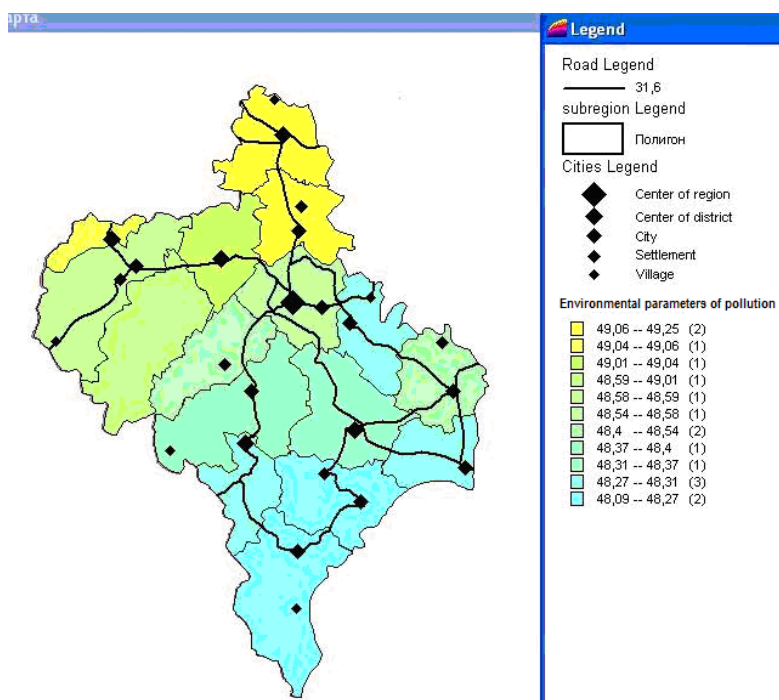 арта
Legend
Road Legend
31,6
subregion Legend
Полигон
Cities Legend
Center of region
Center of district
City
Settlement
Village
Environmental parameters of pollution
49,06 -- 49,25 (2)
49,04 -- 49,06 (1)
49,01 -- 49,04 (1)
48,59 -- 49,01 (1)
48,58 -- 48,59 (1)
48,54 -- 48,58 (1)
48,4 -- 48,54 (2)
48,37 -- 48,4 (1)
48,31 -- 48,37 (1)
48,27 -- 48,31 (3)
48,09 -- 48,27 (2)